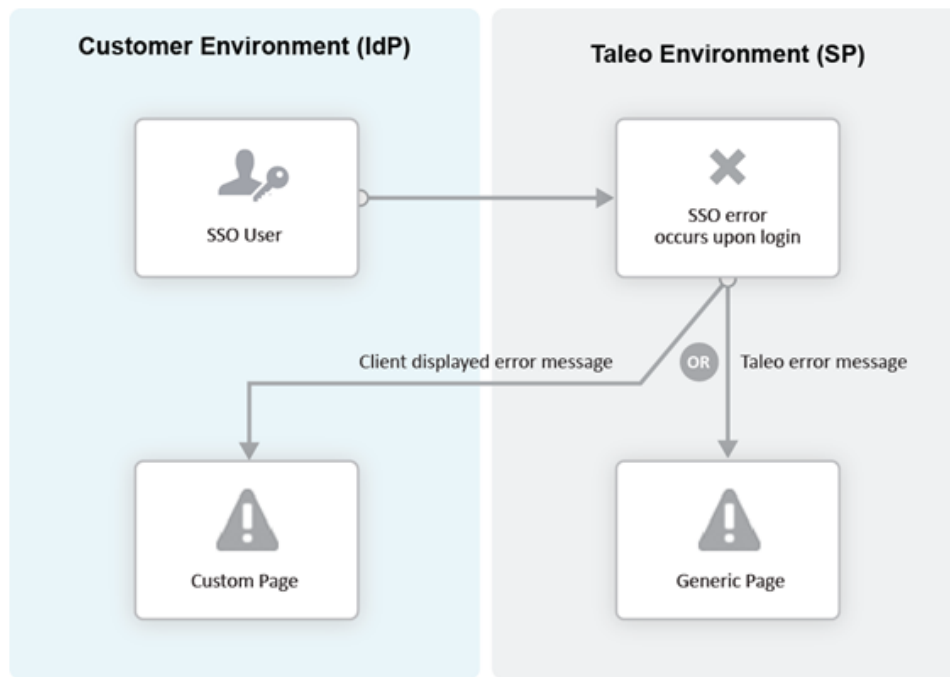 Customer Environment (IdP)
Taleo Environment (SP)
SSO User
SSO error
occurs upon login
Client displayed error message
OR
Taleo error message
Custom Page
Generic Page